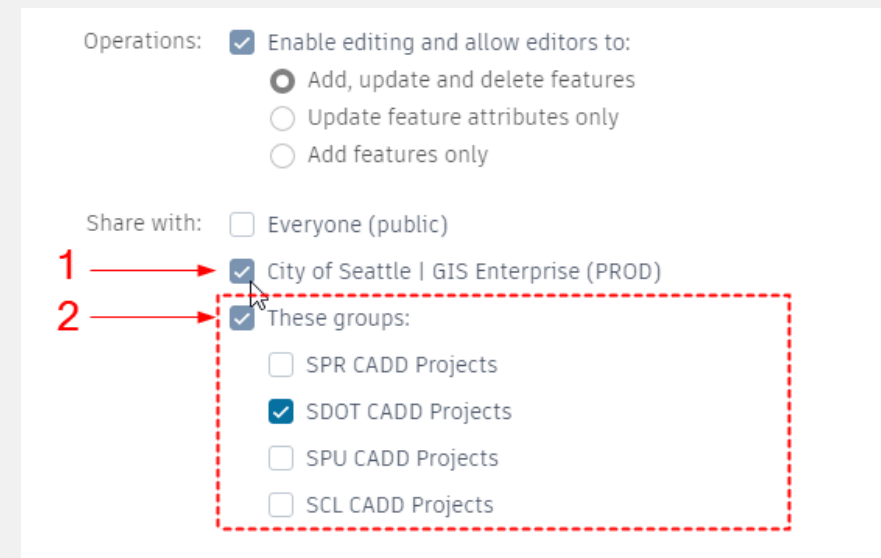 Operations: Enable editing and allow editors to:
Add, update and delete features
Update feature attributes only
Add features only
Share with: Everyone (public)
1 City of Seattle | GIS Enterprise (PROD)
2 These groups:
SPR CADD Projects
SDOT CADD Projects
SPU CADD Projects
SCL CADD Projects